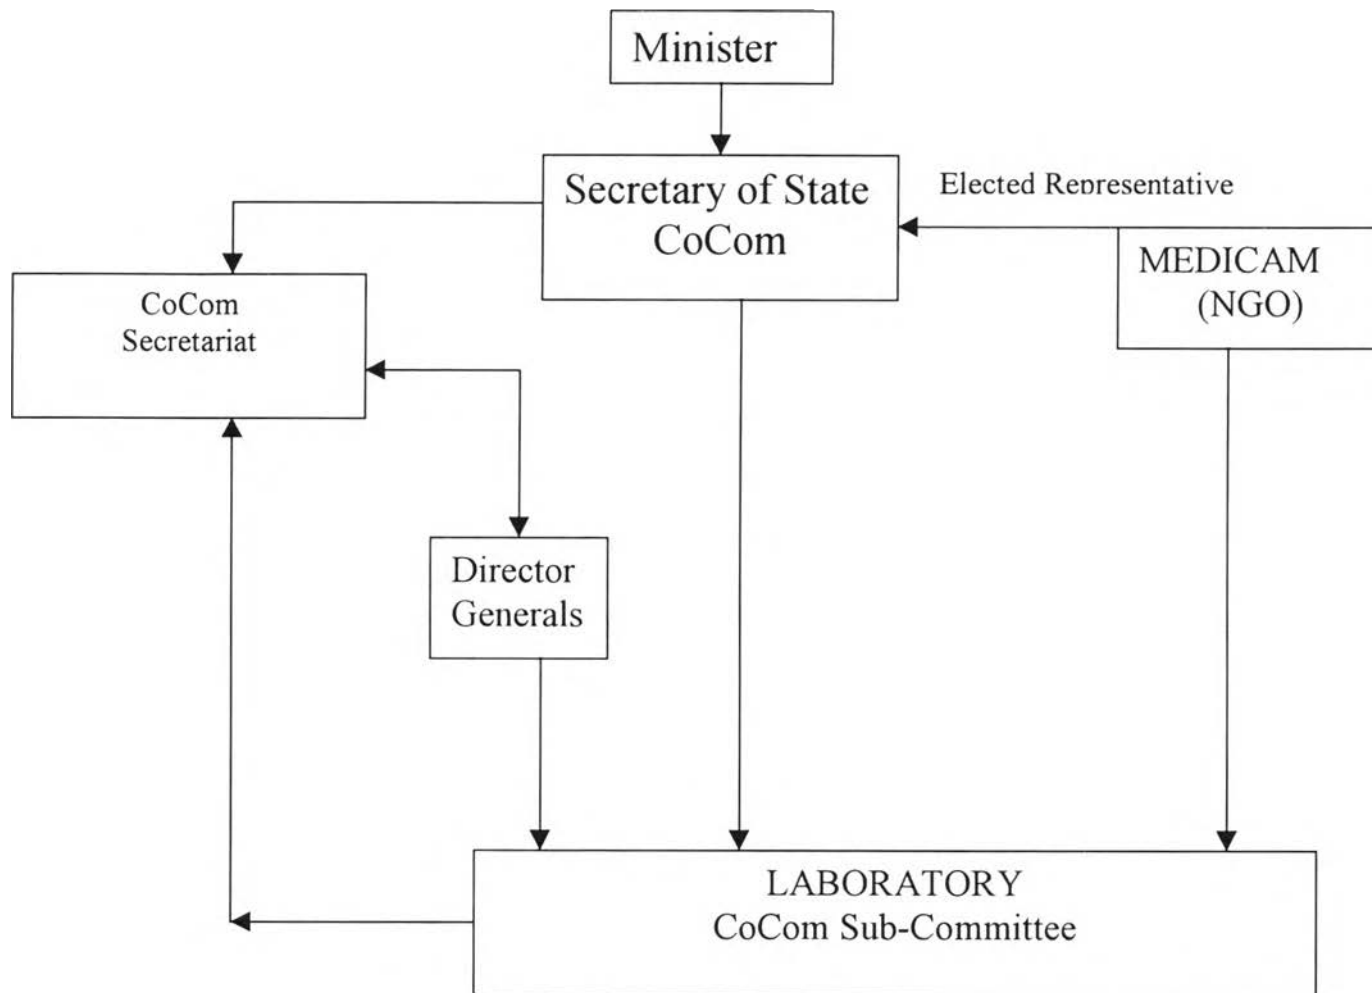 Minister
Secretary of State
CoCom
Elected Representative
MEDICAM
(NGO)
CoCom
Secretariat
Director
Generals
LABORATORY
CoCom Sub-Committee